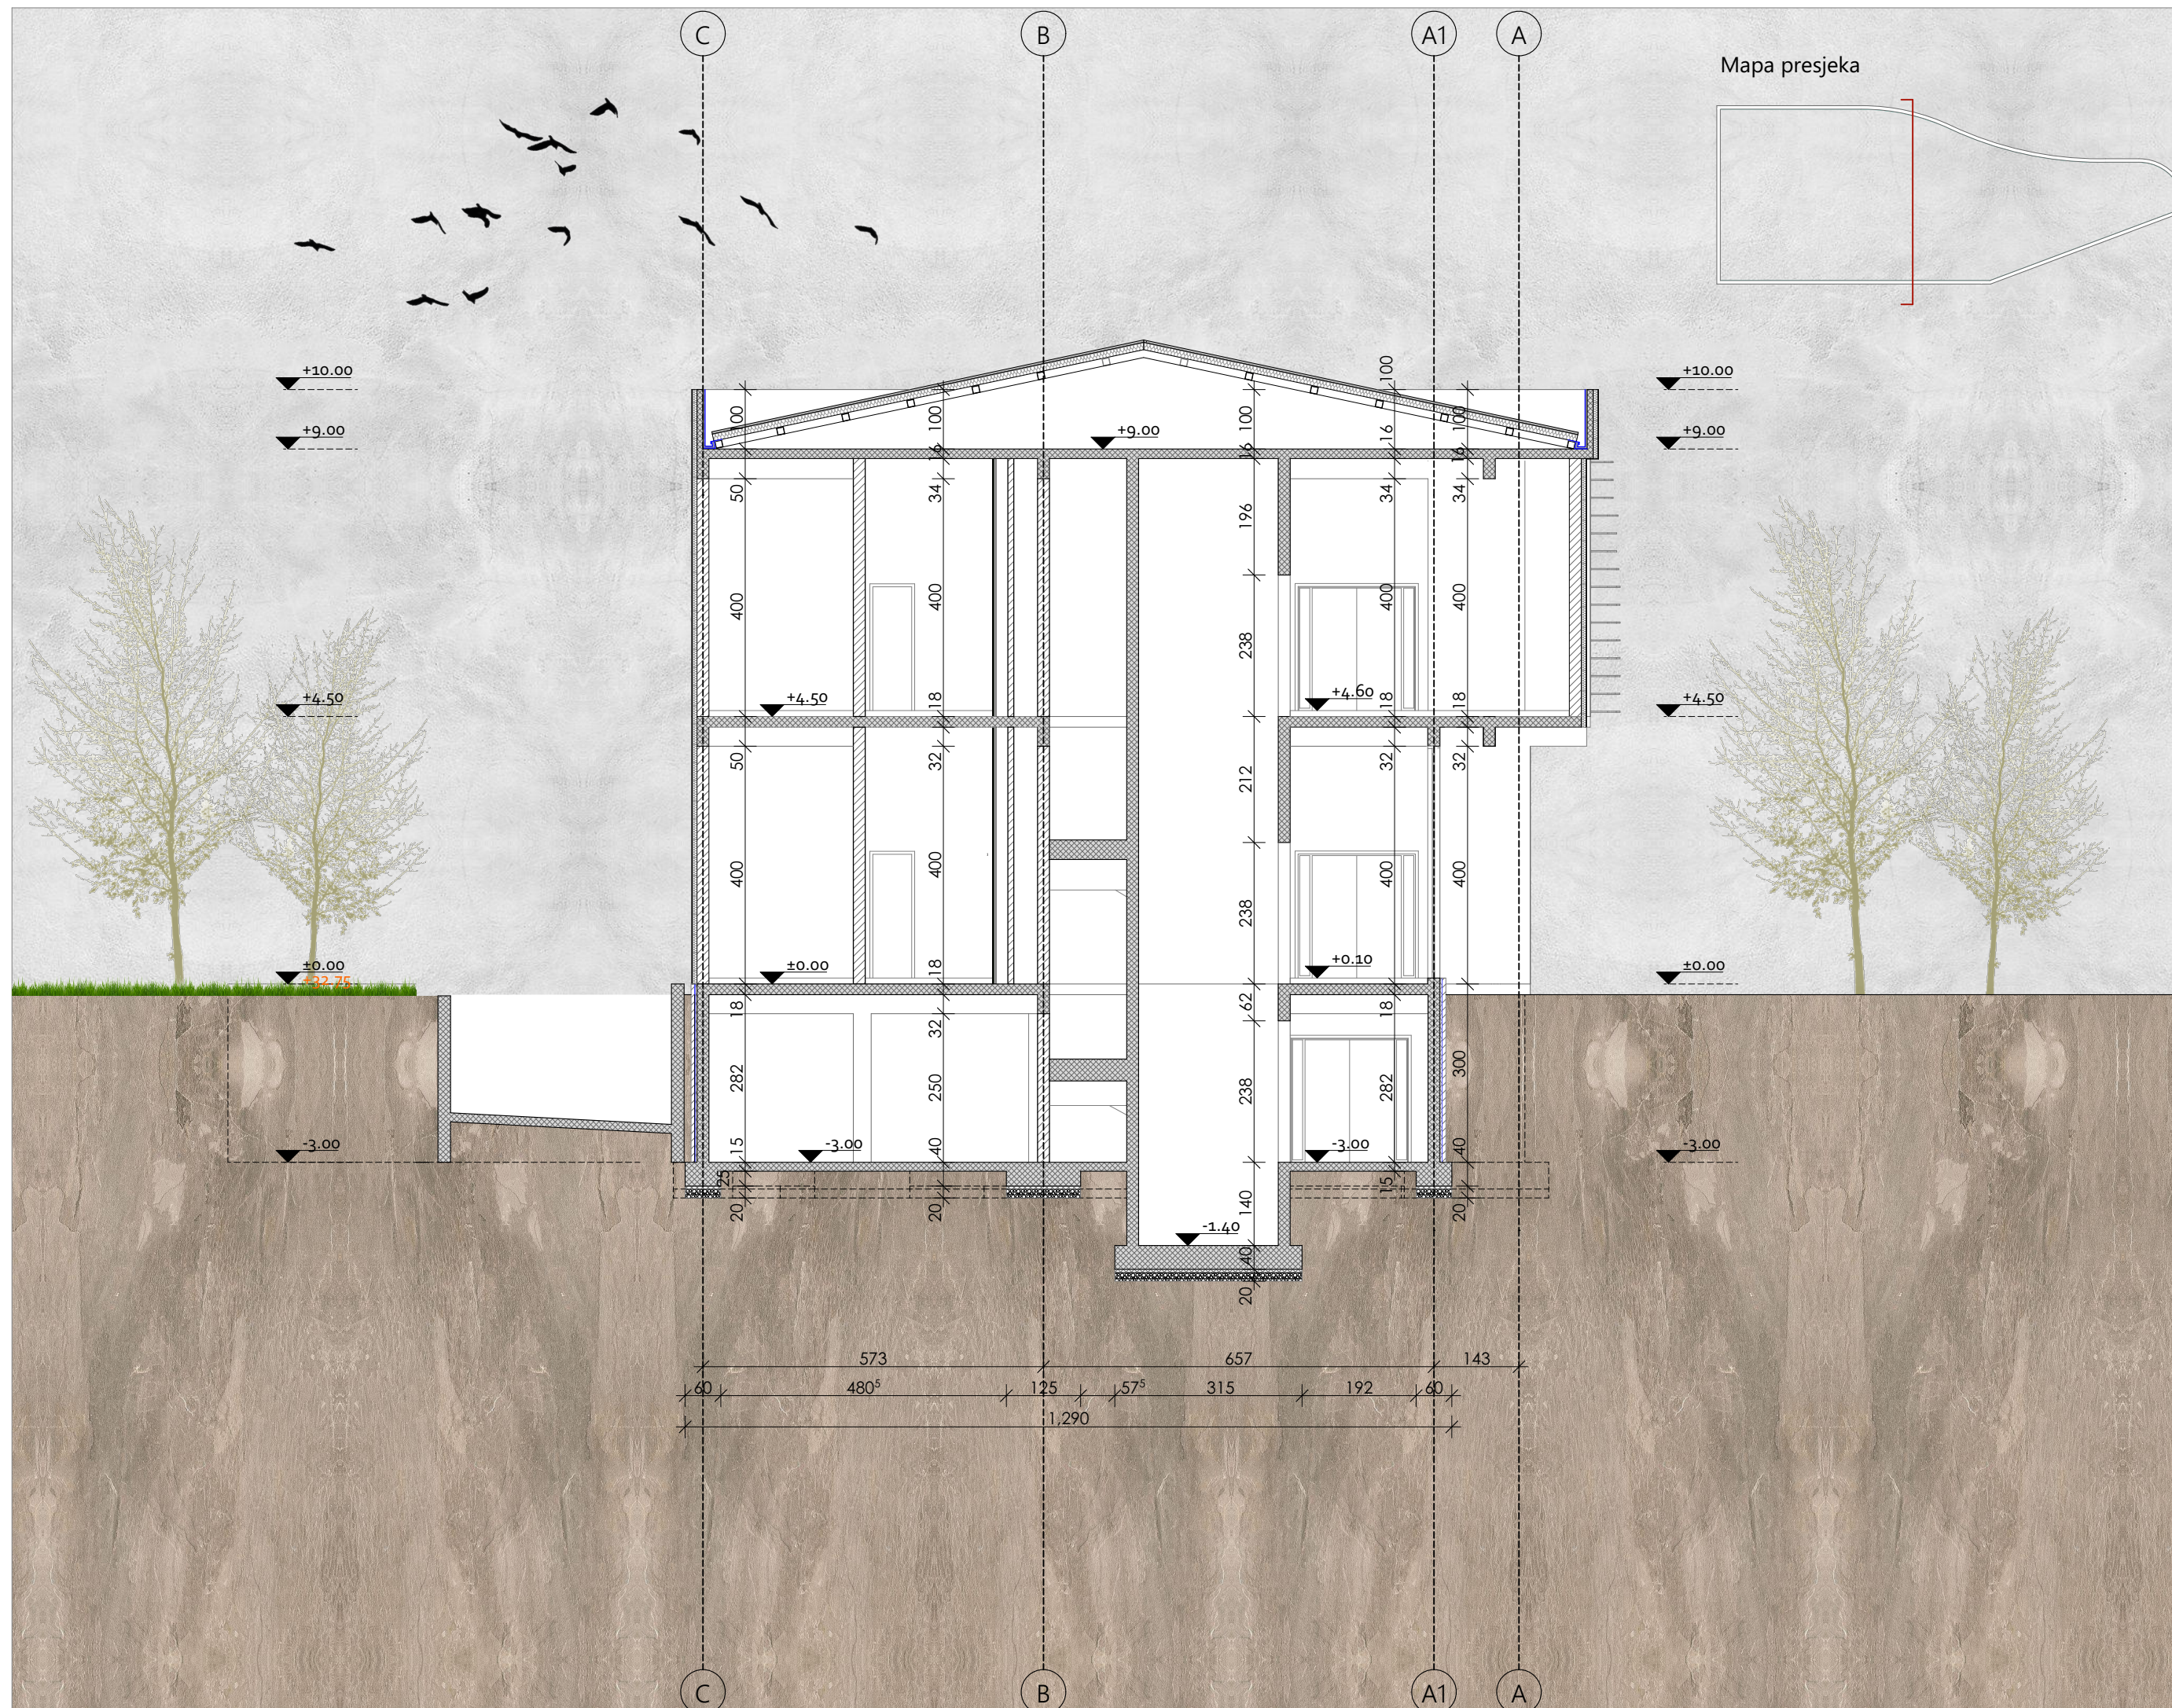 C B A1 A
Mapa presjeka
+10.00 +10.00
+9.00 +9.00 +9.00
100 100 100 100 100
16 16 16 16
50 34 34 34
196
400 400 238 400 400
+4.50 +4.50 +4.60 +4.50
18 18 18
50 32 32 32
212
400 400 238 400 400
±0.00 ±0.00 +0.10 ±0.00
+32.75
18 18 62 18
32
282 250 238 282 300
-3.00 -3.00 -3.00 -3.00
15 40 40
25 15
20 20 140 20
-1.40
40
20
573 657 143
60 480⁵ 125 57⁵ 315 192 60
1,290
C B A1 A